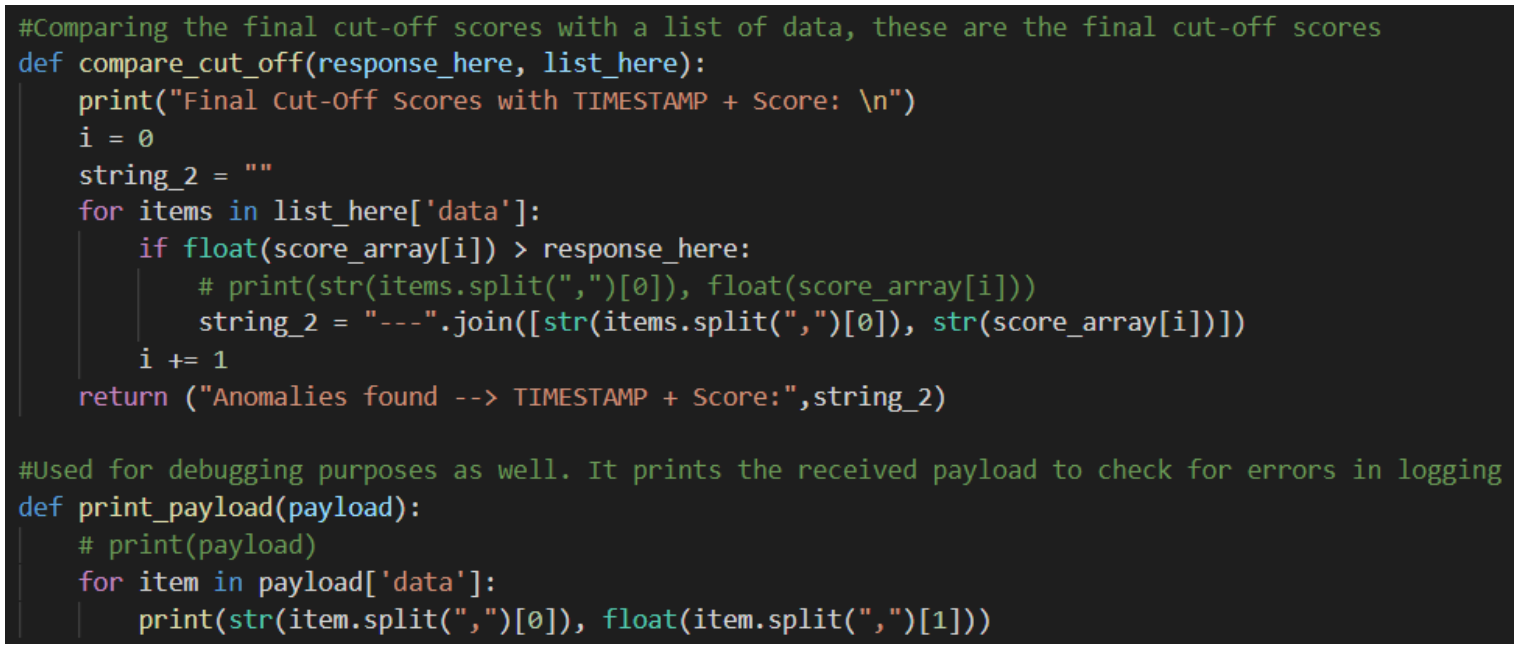 #Comparing the final cut-off scores with a list of data, these are the final cut-off scores
def compare_cut_off(response_here, list_here):
    print("Final Cut-Off Scores with TIMESTAMP + Score: \n")
    i = 0
    string_2 = ""
    for items in list_here['data']:
        if float(score_array[i]) > response_here:
            # print(str(items.split(",")[0]), float(score_array[i]))
            string_2 = "---".join([str(items.split(",")[0]), str(score_array[i])])
        i += 1
    return ("Anomalies found --> TIMESTAMP + Score:",string_2)

#Used for debugging purposes as well. It prints the received payload to check for errors in logging
def print_payload(payload):
    # print(payload)
    for item in payload['data']:
        print(str(item.split(",")[0]), float(item.split(",")[1]))